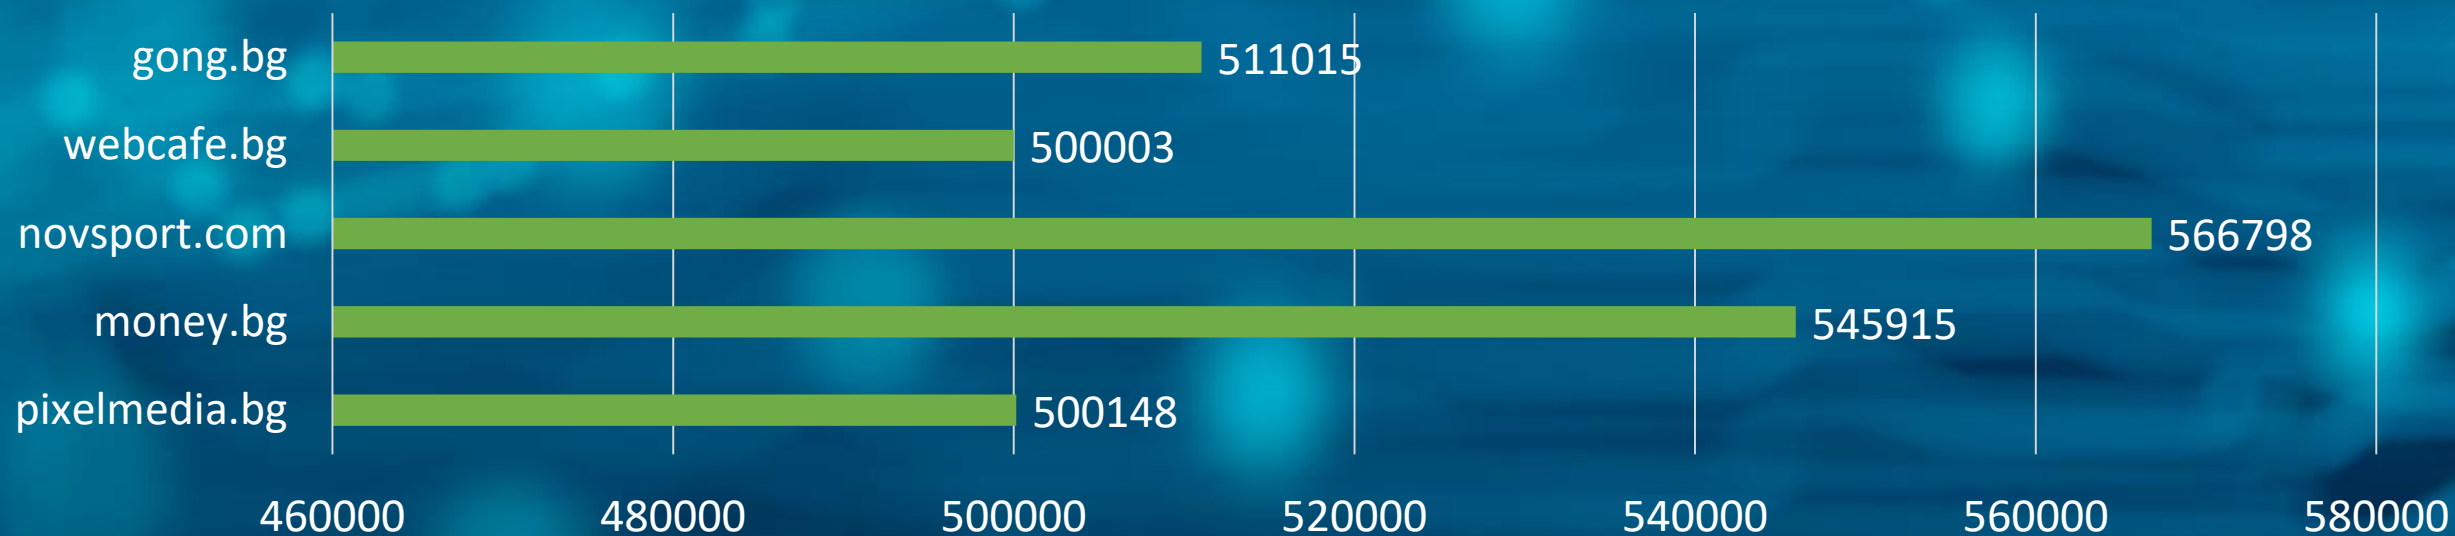 gong.bg 511015
webcafe.bg 500003
novsport.com 566798
money.bg 545915
pixelmedia.bg 500148
460000 480000 500000 520000 540000 560000 580000